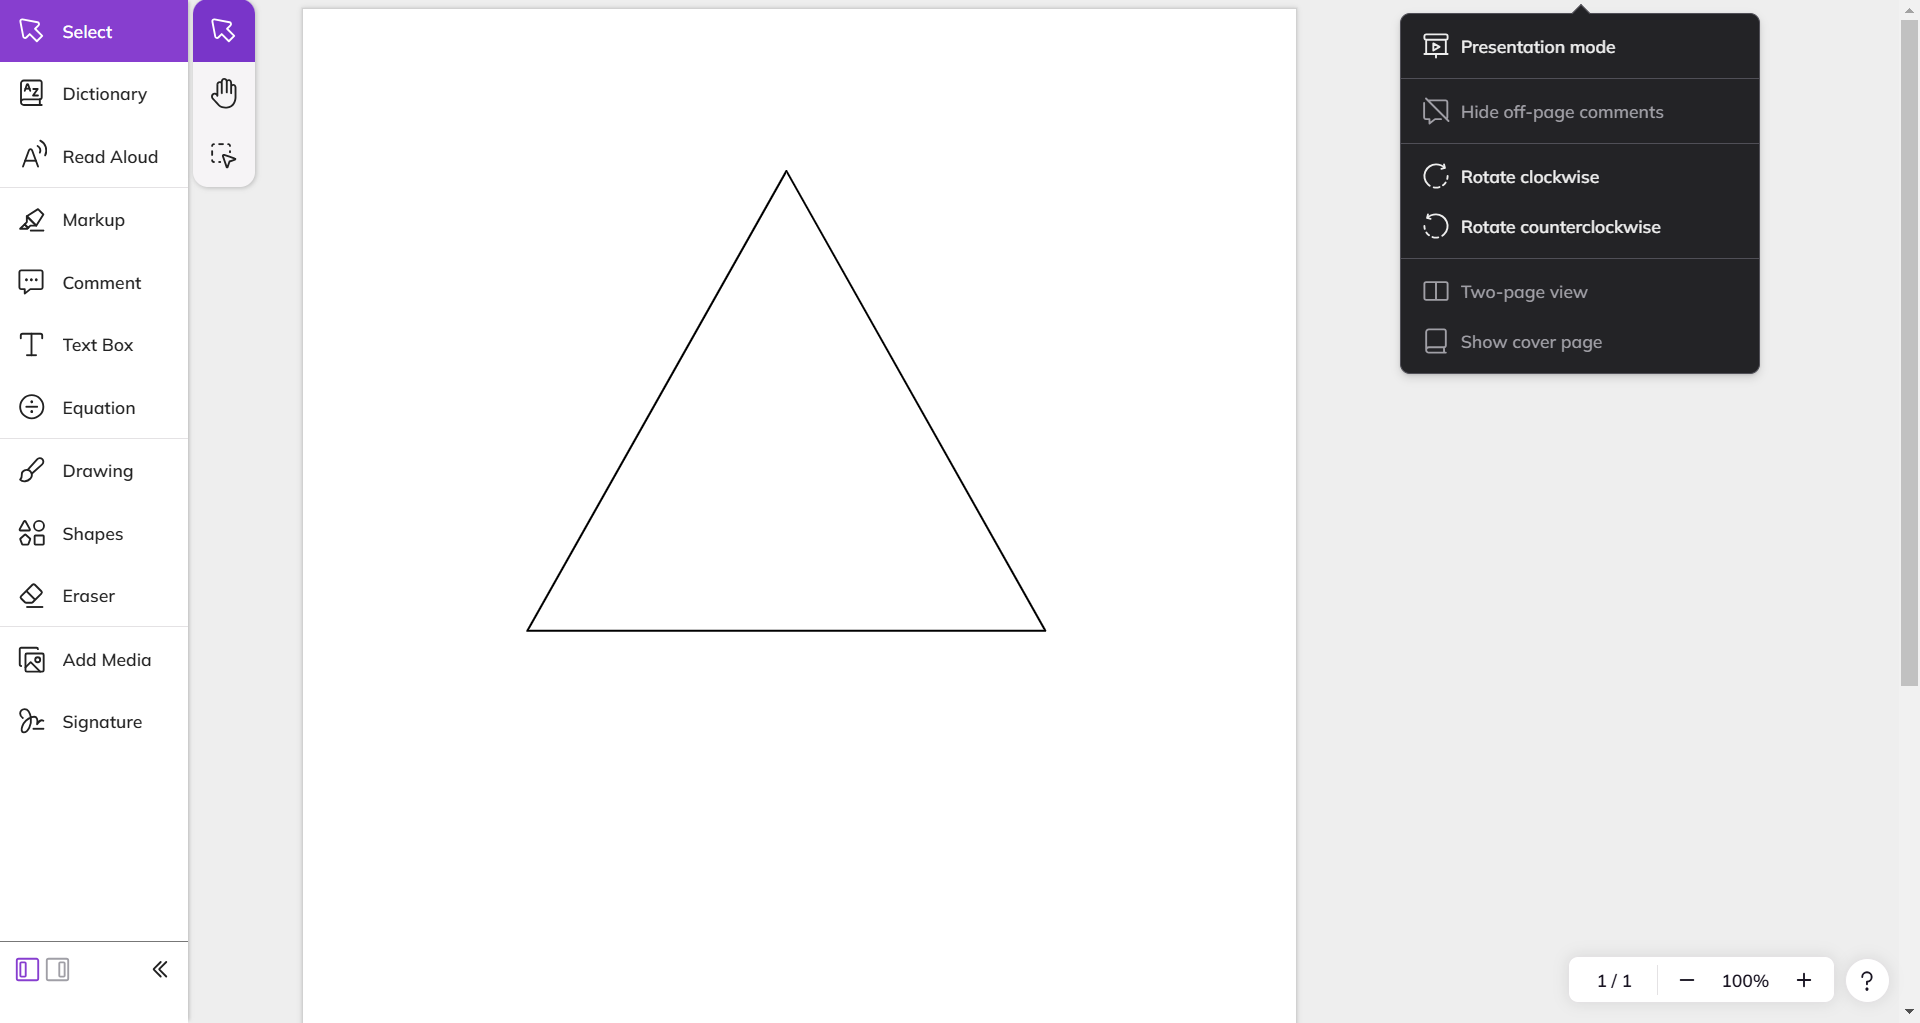 Select
Dictionary
Read Aloud
Markup
Comment
Text Box
Equation
Drawing
Shapes
Eraser
Add Media
Signature
Presentation mode
Hide off-page comments
Rotate clockwise
Rotate counterclockwise
Two-page view
Show cover page
1 / 1
100%
?